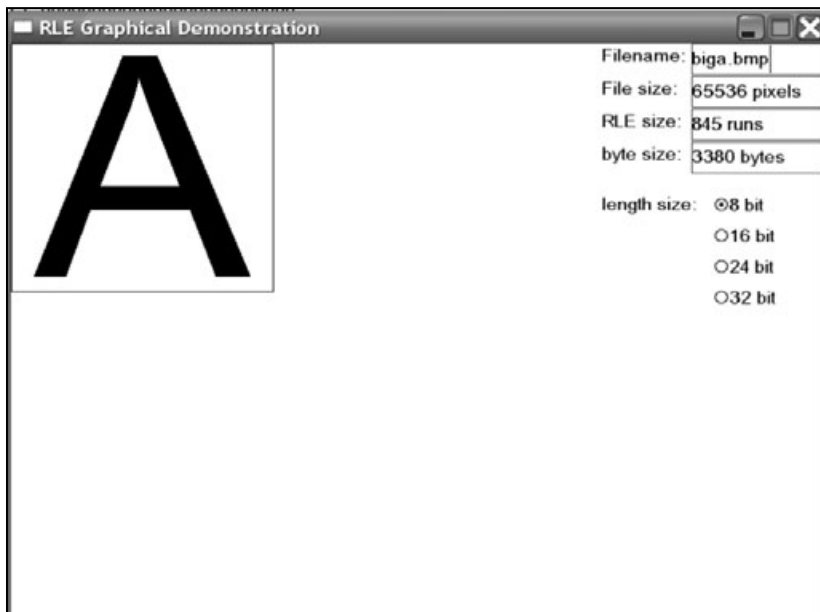 RLE Graphical Demonstration
A
Filename: biga.bmp
File size: 65536 pixels
RLE size: 845 runs
byte size: 3380 bytes
length size: 8 bit
16 bit
24 bit
32 bit